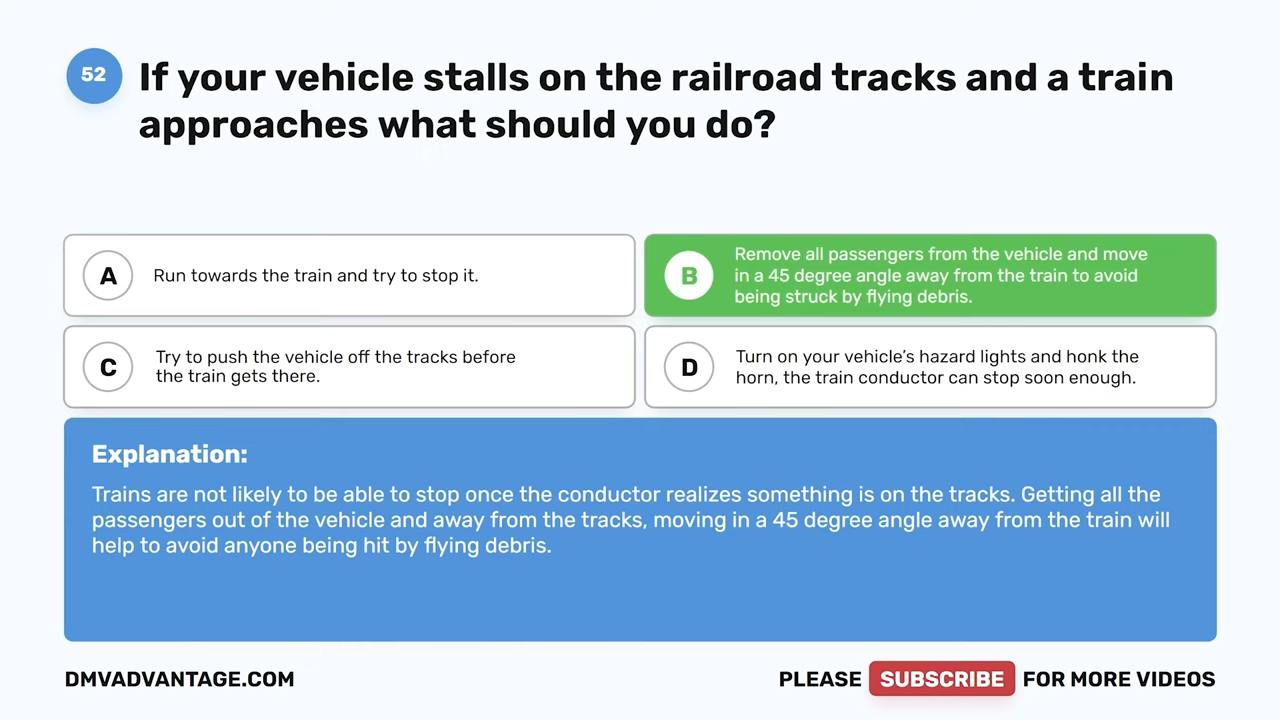 52
If your vehicle stalls on the railroad tracks and a train
approaches what should you do?
A
Run towards the train and try to stop it.
B
Remove all passengers from the vehicle and move
in a 45 degree angle away from the train to avoid
being struck by flying debris.
C
Try to push the vehicle off the tracks before
the train gets there.
D
Turn on your vehicle’s hazard lights and honk the
horn, the train conductor can stop soon enough.
Explanation:
Trains are not likely to be able to stop once the conductor realizes something is on the tracks. Getting all the
passengers out of the vehicle and away from the tracks, moving in a 45 degree angle away from the train will
help to avoid anyone being hit by flying debris.
DMVADVANTAGE.COM
PLEASE SUBSCRIBE FOR MORE VIDEOS